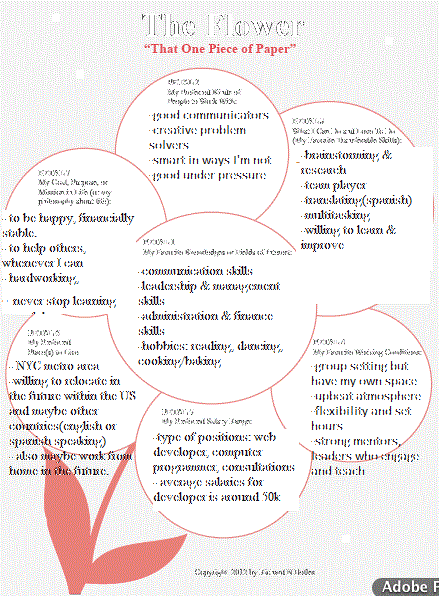 The Flower
"That One Piece of Paper"
My Preferred Kinds of
People to Work With:
-good communicators
-creative problem
solvers
-smart in ways I'm not
-good under pressure
What I Can Do and Love To Do
(My Favorite Transferable Skills):
-brainstorming &
research
-team player
-translating(spanish)
-multitasking
-willing to learn &
improve
My Goal, Purpose, or
Mission in Life (or my
philosophy about life):
- to be happy, financially
stable.
- to help others,
whenever I can
- hardworking,
- never stop learning
My Favorite Knowledges or Fields of Interest:
-communication skills
-leadership & management
skills
-administration & finance
skills
-hobbies: reading, dancing,
cooking/baking
My Preferred
Place(s) to Live
- NYC metro area
-willing to relocate in
the future within the US
and maybe other
countries(english or
spanish speaking)
- also maybe work from
home in the future.
My Favorite Working Conditions:
-group setting but
have my own space
-upbeat atmosphere
-flexibility and set
hours
-strong mentors,
leaders who engage
and teach
My Preferred Salary Range:
-type of positions: web
developer, computer
programmer, consultations
- average salaries for
developer is around 50k
Copyright 2012 by
Adobe